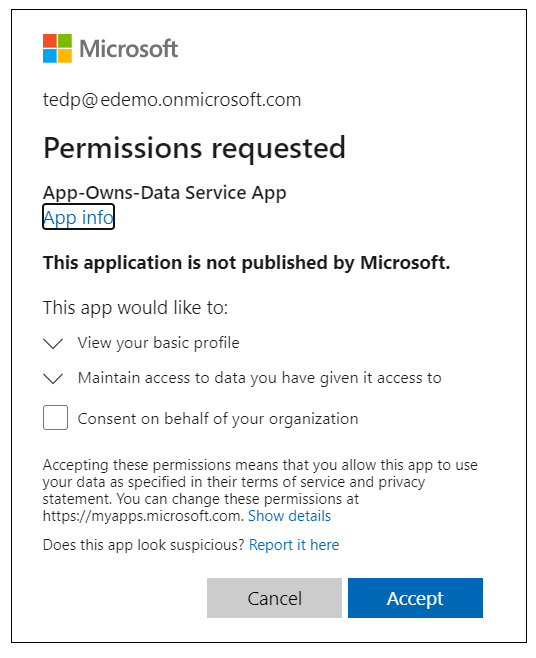 Microsoft
tedp@edemo.onmicrosoft.com
Permissions requested
App-Owns-Data Service App
App info
This application is not published by Microsoft.
This app would like to:
View your basic profile
Maintain access to data you have given it access to
Consent on behalf of your organization
Accepting these permissions means that you allow this app to use
your data as specified in their terms of service and privacy
statement. You can change these permissions at
https://myapps.microsoft.com. Show details
Does this app look suspicious? Report it here
Cancel Accept